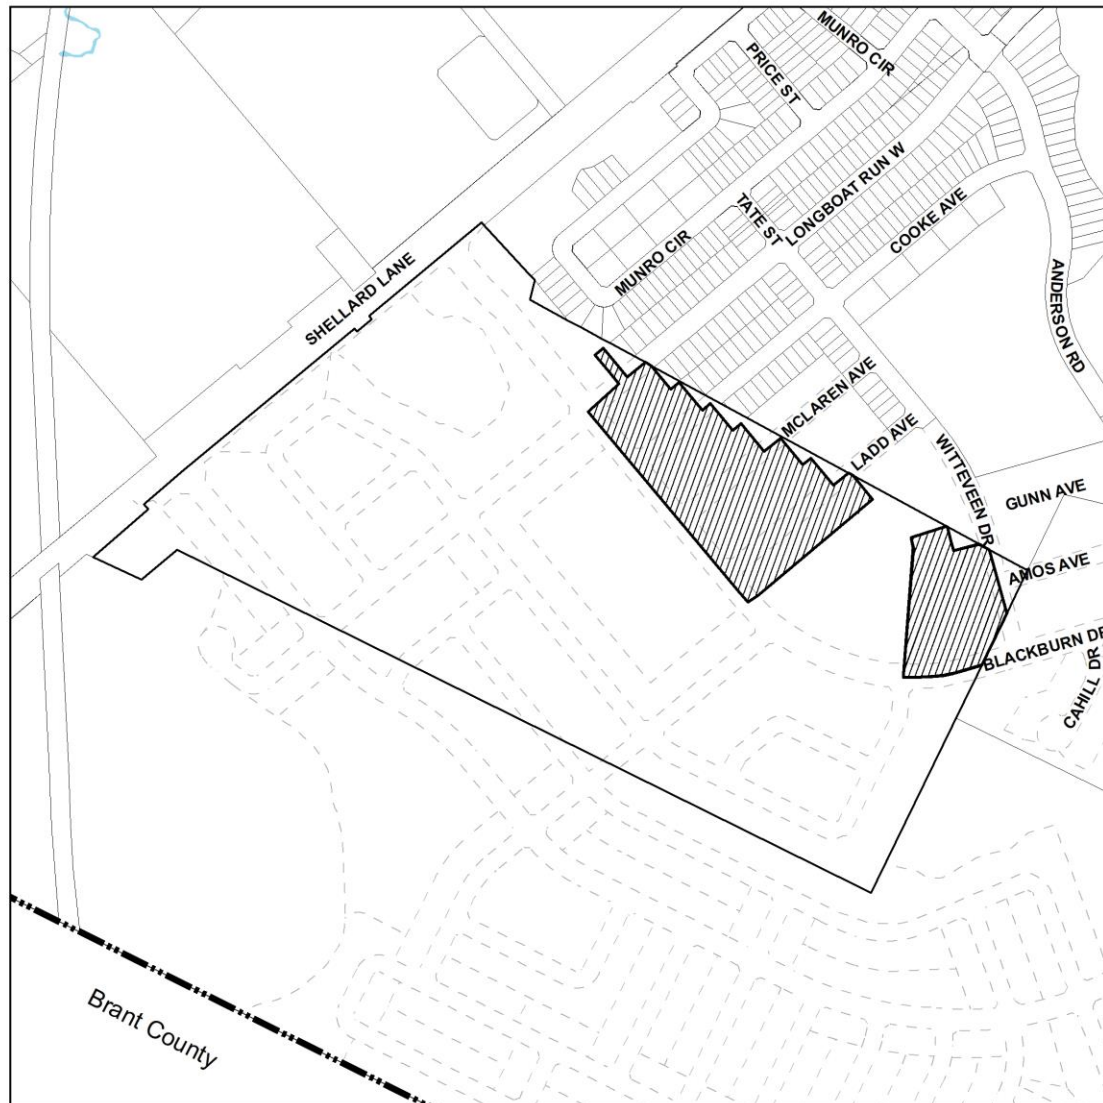 MUNRO CIR
PRICE ST
LONGBOAT RUN W
TATE ST
COOKE AVE
MUNRO CIR
SHELLARD LANE
ANDERSON RD
MCLAREN AVE
LADD AVE
WITTEVEEN DR
GUNN AVE
AMOS AVE
BLACKBURN DR
CAHILL DR
Brant County